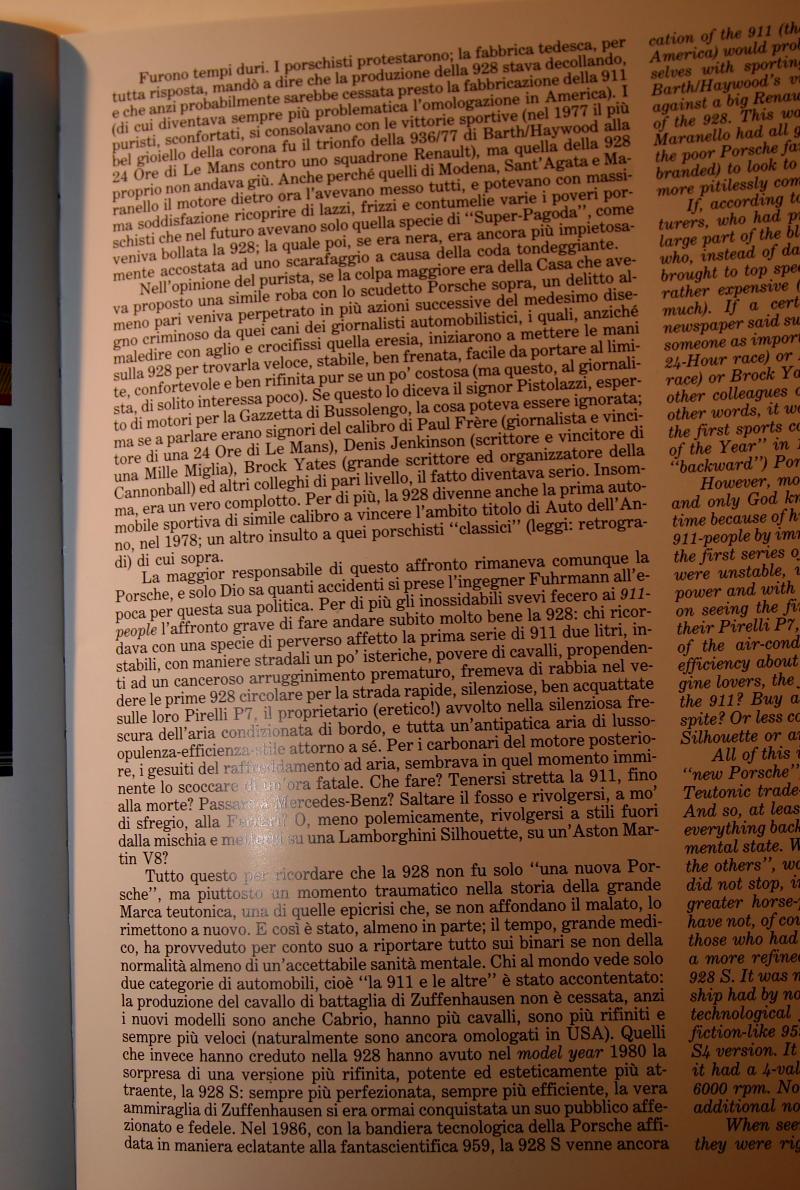 Furono tempi duri. I porschisti protestarono; la fabbrica tedesca, per
tutta risposta, mandò a dire che la produzione della 928 stava decollando,
e che anzi probabilmente sarebbe cessata presto la fabbricazione della 911
(di cui diventava sempre più problematica l'omologazione in America). I
puristi, sconfortati, si consolavano con le vittorie sportive (nel 1977 il più
bel gioiello della corona fu il trionfo della 936/77 di Barth/Haywood alla
24 Ore di Le Mans contro uno squadrone Renault), ma quella della 928
proprio non andava giù. Anche perché quelli di Modena, Sant'Agata e Ma-
ranello il motore dietro ora l'avevano messo tutti, e potevano con massi-
ma soddisfazione ricoprire di lazzi, frizzi e contumelie varie i poveri por-
schisti che nel futuro avevano solo quella specie di “Super-Pagoda”, come
veniva bollata la 928; la quale poi, se era nera, era ancora più impietosa-
mente accostata ad uno scarafaggio a causa della coda tondeggiante.
Nell'opinione del purista, se la colpa maggiore era della Casa che ave-
va proposto una simile roba con lo scudetto Porsche sopra, un delitto al-
meno pari veniva perpetrato in più azioni successive del medesimo dise-
gno criminoso da quei cani dei giornalisti automobilistici, i quali, anziché
maledire con aglio e crocifissi quella eresia, iniziarono a mettere le mani
sulla 928 per trovarla veloce, stabile, ben frenata, facile da portare al limi-
te, confortevole e ben rifinita pur se un po' costosa (ma questo, al giornali-
sta, di solito interessa poco). Se questo lo diceva il signor Pistolazzi, esper-
to di motori per la Gazzetta di Bussolengo, la cosa poteva essere ignorata;
ma se a parlare erano signori del calibro di Paul Frère (giornalista e vinci-
tore di una 24 Ore di Le Mans), Denis Jenkinson (scrittore e vincitore di
una Mille Miglia), Brock Yates (grande scrittore ed organizzatore della
Cannonball) ed altri colleghi di pari livello, il fatto diventava serio. Insom-
ma, era un vero complotto. Per di più, la 928 divenne anche la prima auto-
mobile sportiva di simile calibro a vincere l'ambito titolo di Auto dell'An-
no, nel 1978; un altro insulto a quei porschisti “classici” (leggi: retrogra-
di) di cui sopra.
La maggior responsabile di questo affronto rimaneva comunque la
Porsche, e solo Dio sa quanti accidenti si prese l'ingegner Fuhrmann all'e-
poca per questa sua politica. Per di più gli inossidabili svevi fecero ai 911-
people l'affronto grave di fare andare subito molto bene la 928: chi ricor-
dava con una specie di perverso affetto la prima serie di 911 due litri, in-
stabili, con maniere stradali un po' isteriche, povere di cavalli, propenden-
ti ad un canceroso arrugginimento prematuro, fremeva di rabbia nel ve-
dere le prime 928 circolare per la strada rapide, silenziose, ben acquattate
sulle loro Pirelli P7, il proprietario (eretico!) avvolto nella silenziosa fre-
scura dell'aria condizionata di bordo, e tutta un'antipatica aria di lusso-
opulenza-efficienza-stile attorno a sé. Per i carbonari del motore posterio-
re, i gesuiti del raffreddamento ad aria, sembrava in quel momento immi-
nente lo scoccare di un'ora fatale. Che fare? Tenersi stretta la 911, fino
alla morte? Passare a Mercedes-Benz? Saltare il fosso e rivolgersi, a mo'
di sfregio, alla Ferrari? O, meno polemicamente, rivolgersi a stili fuori
dalla mischia e mettersi su una Lamborghini Silhouette, su un'Aston Mar-
tin V8?
Tutto questo per ricordare che la 928 non fu solo “una nuova Por-
sche”, ma piuttosto un momento traumatico nella storia della grande
Marca teutonica, una di quelle epicrisi che, se non affondano il malato, lo
rimettono a nuovo. E così è stato, almeno in parte; il tempo, grande medi-
co, ha provveduto per conto suo a riportare tutto sui binari se non della
normalità almeno di un'accettabile sanità mentale. Chi al mondo vede solo
due categorie di automobili, cioè “la 911 e le altre” è stato accontentato:
la produzione del cavallo di battaglia di Zuffenhausen non è cessata, anzi
i nuovi modelli sono anche Cabrio, hanno più cavalli, sono più rifiniti e
sempre più veloci (naturalmente sono ancora omologati in USA). Quelli
che invece hanno creduto nella 928 hanno avuto nel model year 1980 la
sorpresa di una versione più rifinita, potente ed esteticamente più at-
traente, la 928 S: sempre più perfezionata, sempre più efficiente, la vera
ammiraglia di Zuffenhausen si era ormai conquistata un suo pubblico affe-
zionato e fedele. Nel 1986, con la bandiera tecnologica della Porsche affi-
data in maniera eclatante alla fantascientifica 959, la 928 S venne ancora
cation of the 911 (th
America) would prob
selves with sportin
Barth/Haywood's v
against a big Renau
of the 928. This wo
Maranello had all g
the poor Porsche fa
branded) to look to
more pitilessly com
If, according to
turers, who had p
large part of the bl
who, instead of da
brought to top spe
rather expensive (
much). If a cert
newspaper said su
someone as impor
24-Hour race) or
race) or Brock Ya
other colleagues o
other words, it w
the first sports c
of the Year” in
“backward”) Por
However, mo
and only God kn
time because of h
911-people by im
the first series o
were unstable,
power and with
on seeing the fi
their Pirelli P7,
of the air-cond
efficiency about
gine lovers, the
the 911? Buy a
spite? Or less co
Silhouette or a
All of this
“new Porsche”
Teutonic trade-
And so, at leas
everything back
mental state. W
the others”, wo
did not stop, i
greater horse-
have not, of cou
those who had
a more refine
928 S. It was n
ship had by no
technological
fiction-like 95
S4 version. It
it had a 4-val
6000 rpm. No
additional no
When see
they were rig